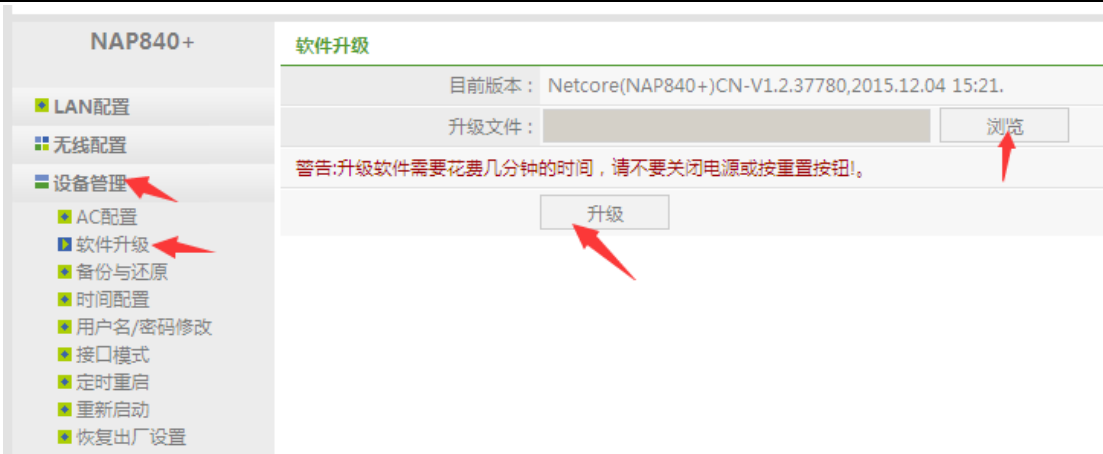 NAP840+
LAN配置
无线配置
设备管理
AC配置
软件升级
备份与还原
时间配置
用户名/密码修改
接口模式
定时重启
重新启动
恢复出厂设置
软件升级
目前版本： Netcore(NAP840+)CN-V1.2.37780,2015.12.04 15:21.
升级文件： 浏览
警告:升级软件需要花费几分钟的时间，请不要关闭电源或按重置按钮!。
升级